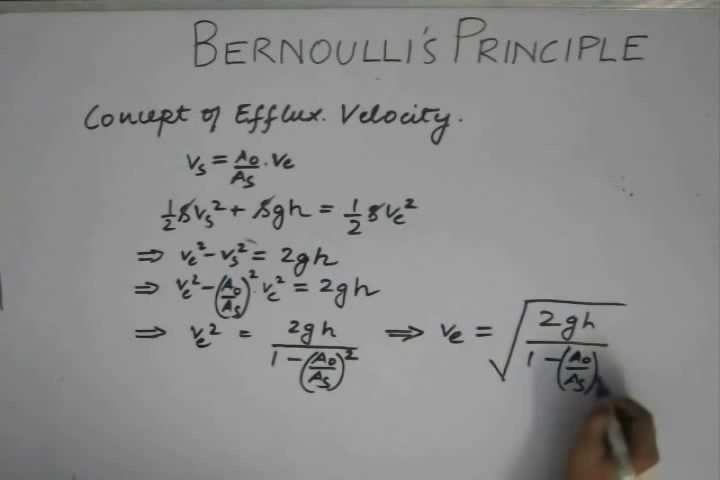 BERNOULLI'S PRINCIPLE
Concept of Efflux Velocity.
vₛ = A₀/Aₛ · vₑ
½ρvₛ² + ρgh = ½ρvₑ²
⇒ vₑ² - vₛ² = 2gh
⇒ vₑ² - (A₀/Aₛ)² · vₑ² = 2gh
⇒ vₑ² = 2gh / (1 - (A₀/Aₛ)²) ⇒ vₑ = √(2gh / (1 - (A₀/Aₛ)))